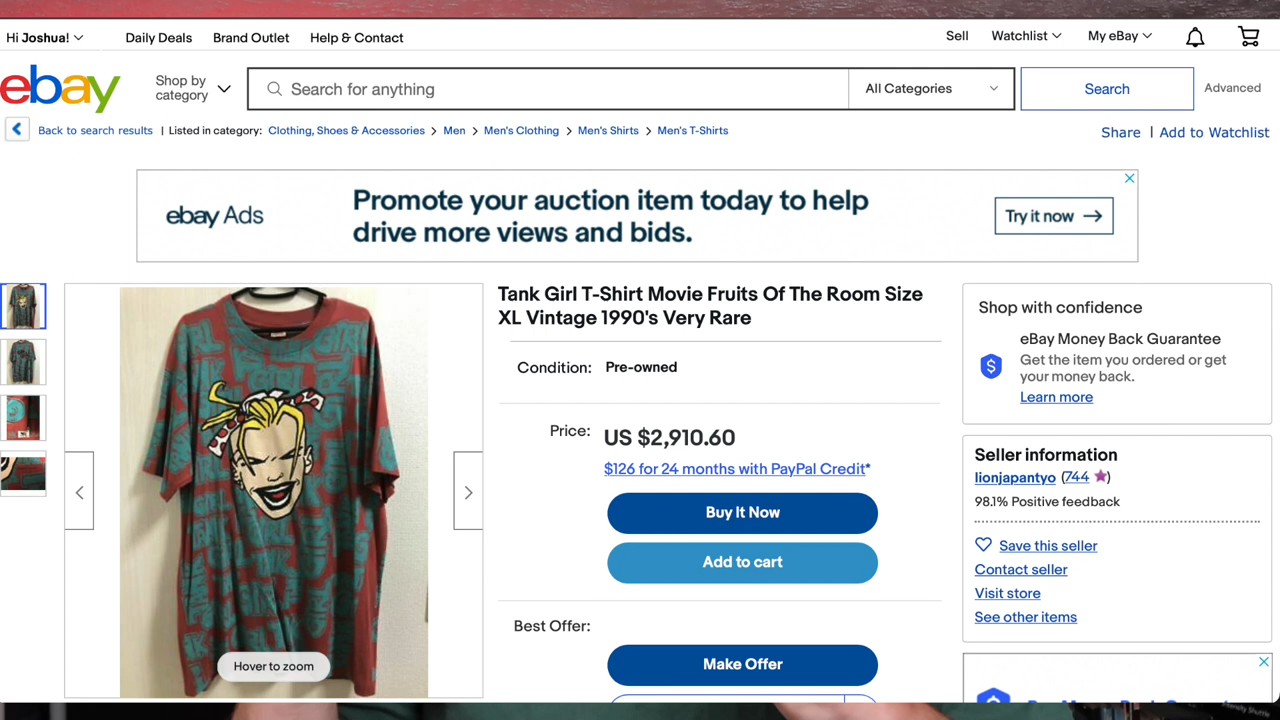 Hi Joshua!
Daily Deals
Brand Outlet
Help & Contact
Sell
Watchlist
My eBay
ebay
Shop by
category
Search for anything
All Categories
Search
Advanced
Back to search results | Listed in category: Clothing, Shoes & Accessories > Men > Men's Clothing > Men's Shirts > Men's T-Shirts
Share | Add to Watchlist
ebay Ads
Promote your auction item today to help
drive more views and bids.
Try it now →
Tank Girl T-Shirt Movie Fruits Of The Room Size
XL Vintage 1990's Very Rare
Condition: Pre-owned
Price: US $2,910.60
$126 for 24 months with PayPal Credit*
Buy It Now
Add to cart
Best Offer:
Make Offer
Hover to zoom
Shop with confidence
eBay Money Back Guarantee
Get the item you ordered or get
your money back.
Learn more
Seller information
lionjapantyo (744)
98.1% Positive feedback
Save this seller
Contact seller
Visit store
See other items